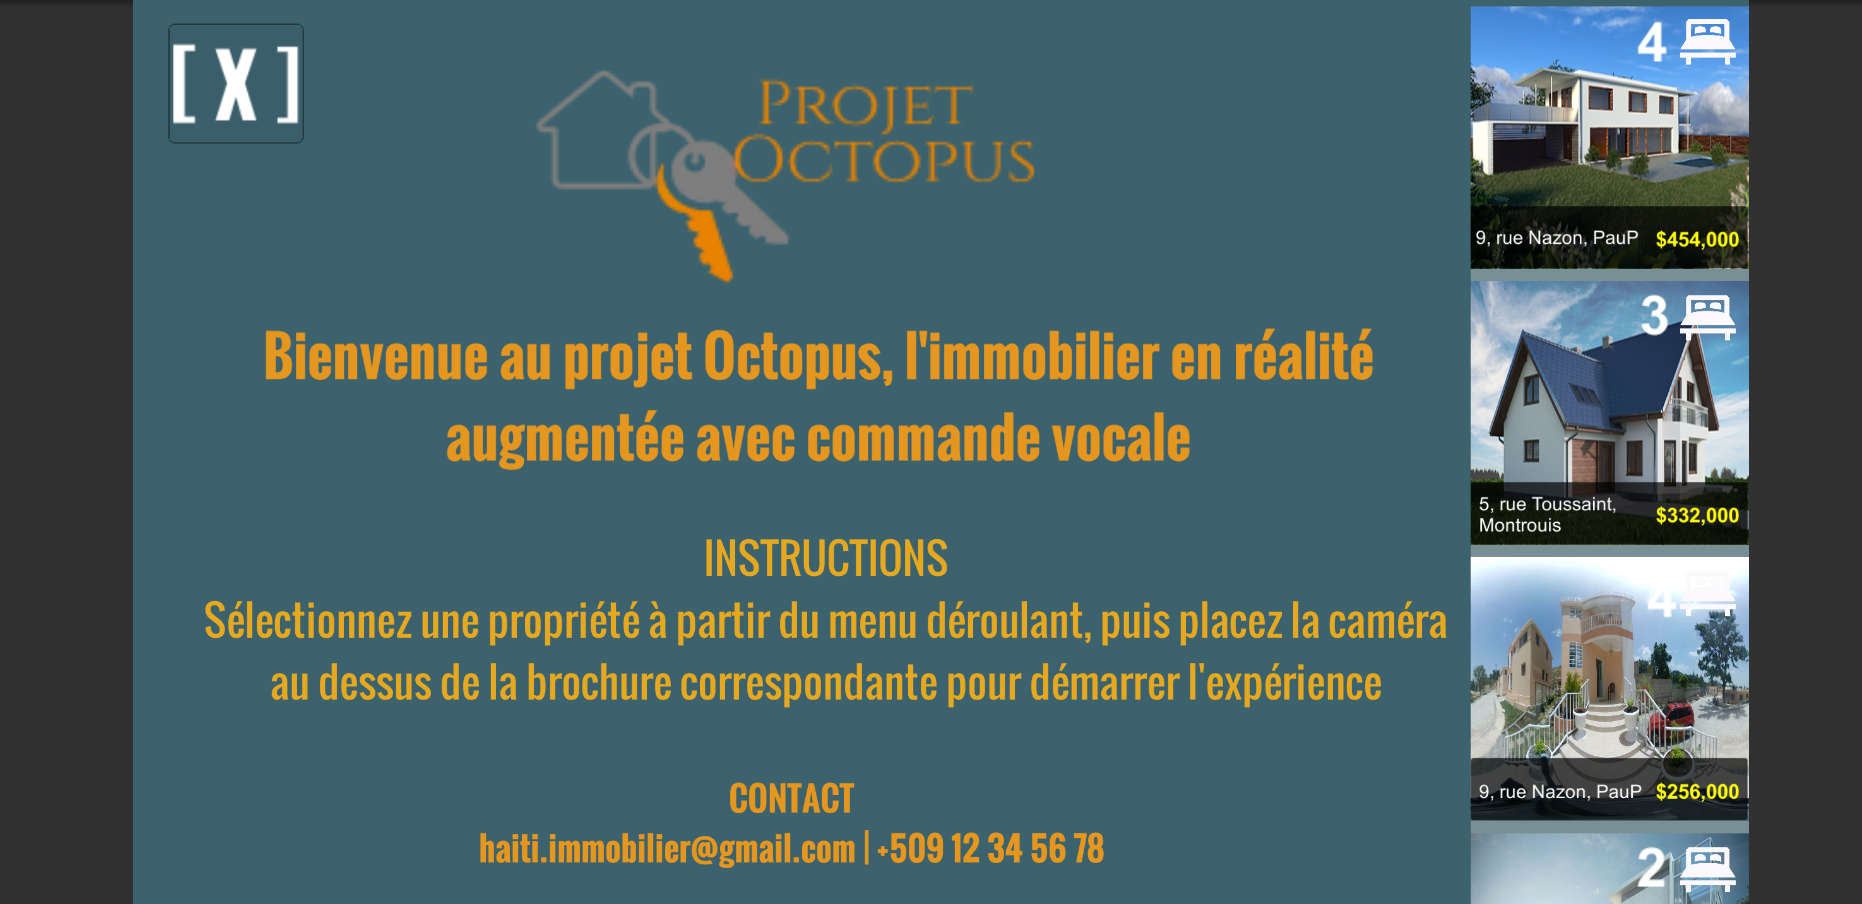 [ X ]
PROJET
OCTOPUS
Bienvenue au projet Octopus, l'immobilier en réalité
augmentée avec commande vocale
INSTRUCTIONS
Sélectionnez une propriété à partir du menu déroulant, puis placez la caméra
au dessus de la brochure correspondante pour démarrer l'expérience
CONTACT
haiti.immobilier@gmail.com | +509 12 34 56 78
4
9, rue Nazon, PauP $454,000
3
5, rue Toussaint,
Montrouis $332,000
4
9, rue Nazon, PauP $256,000
2